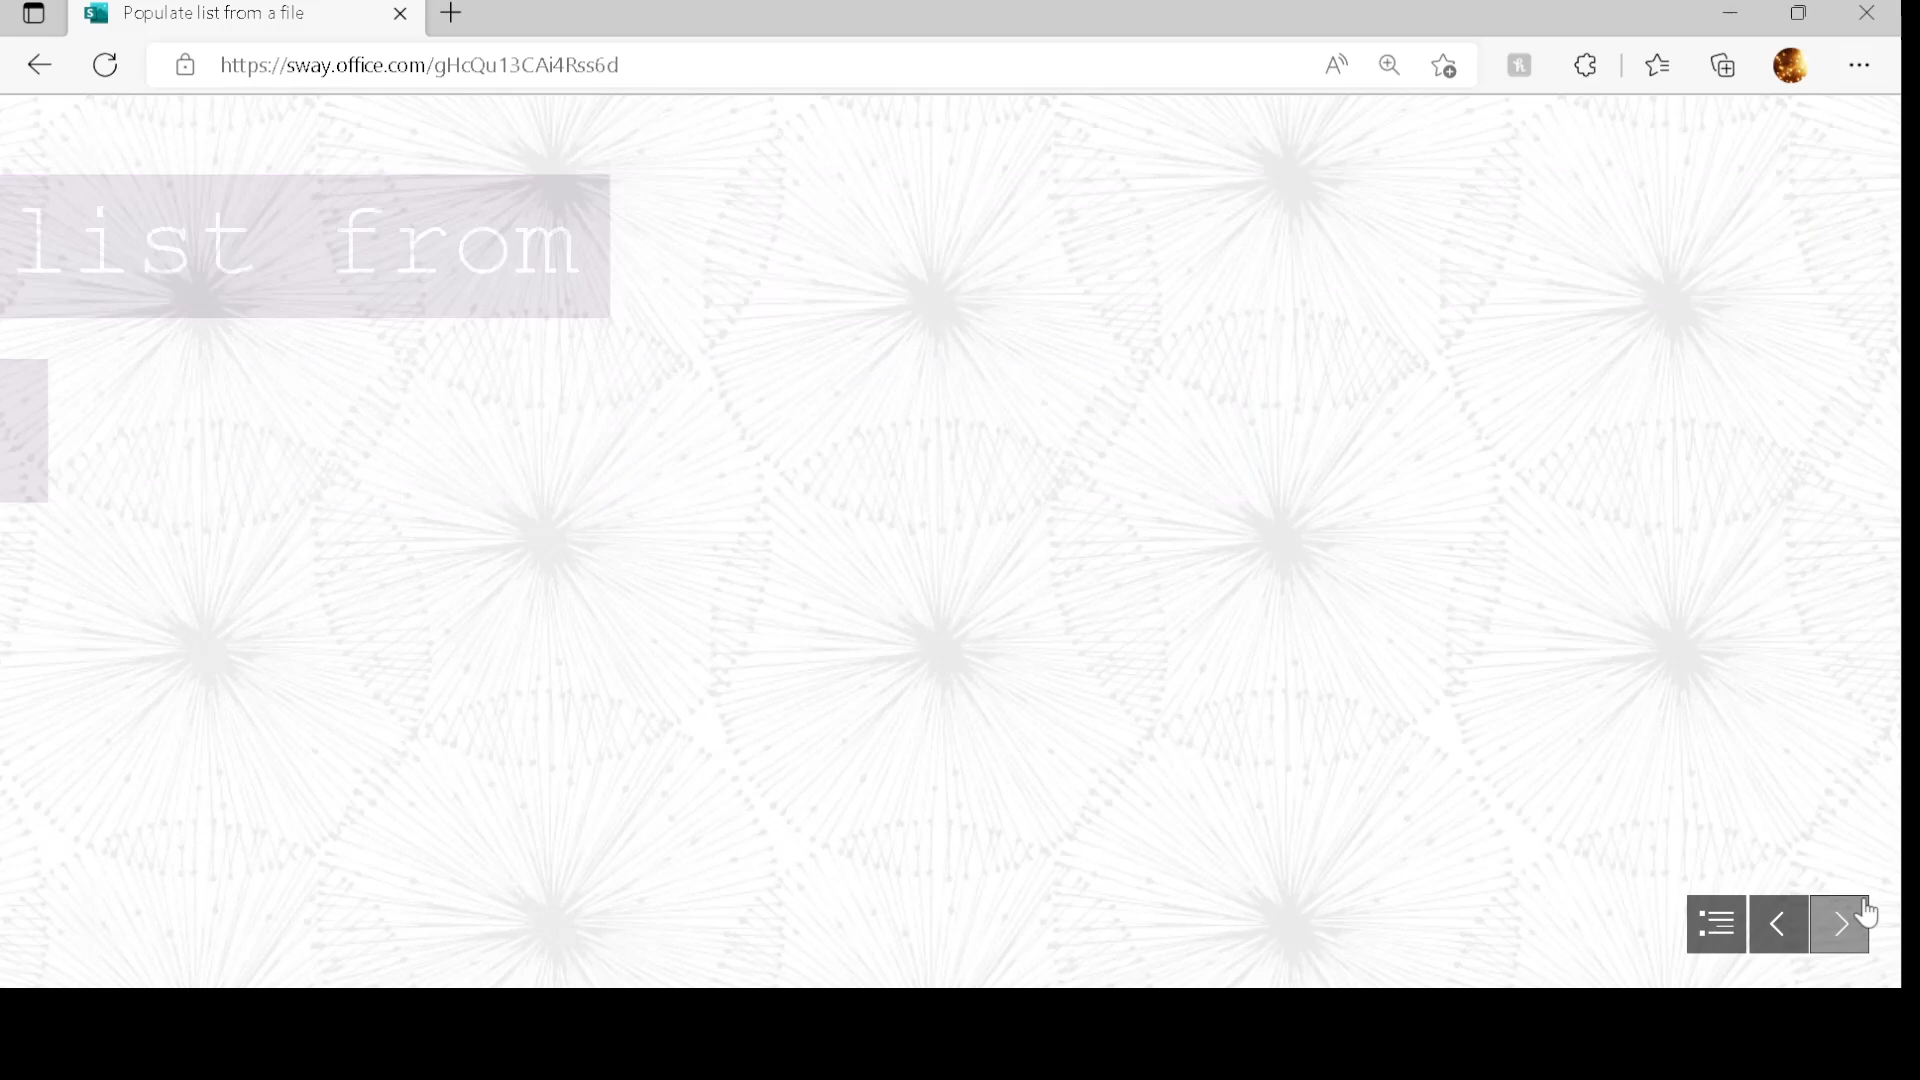 Populate list from a file
https://sway.office.com/gHcQu13CAi4Rss6d
list from